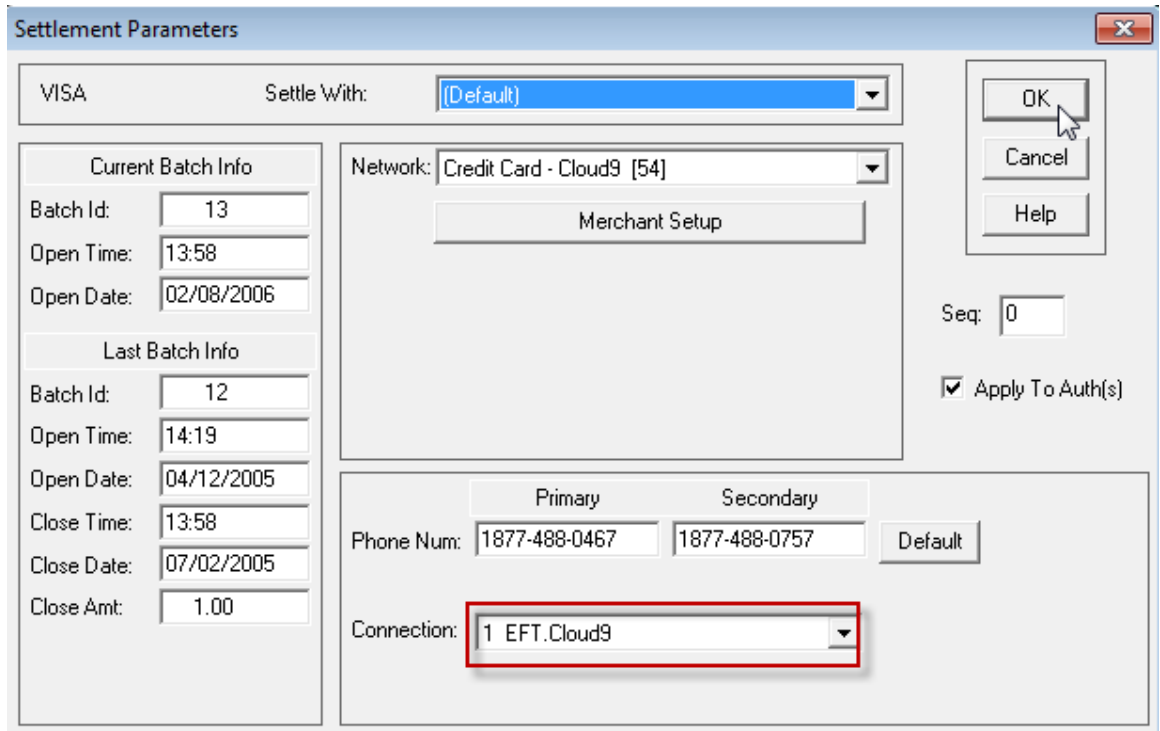 Settlement Parameters
VISA Settle With: (Default)
OK
Cancel
Help
Current Batch Info
Batch Id: 13
Open Time: 13:58
Open Date: 02/08/2006
Last Batch Info
Batch Id: 12
Open Time: 14:19
Open Date: 04/12/2005
Close Time: 13:58
Close Date: 07/02/2005
Close Amt: 1.00
Network: Credit Card - Cloud9 [54]
Merchant Setup
Seq: 0
Apply To Auth(s)
Primary Secondary
Phone Num: 1877-488-0467 1877-488-0757 Default
Connection: 1 EFT.Cloud9